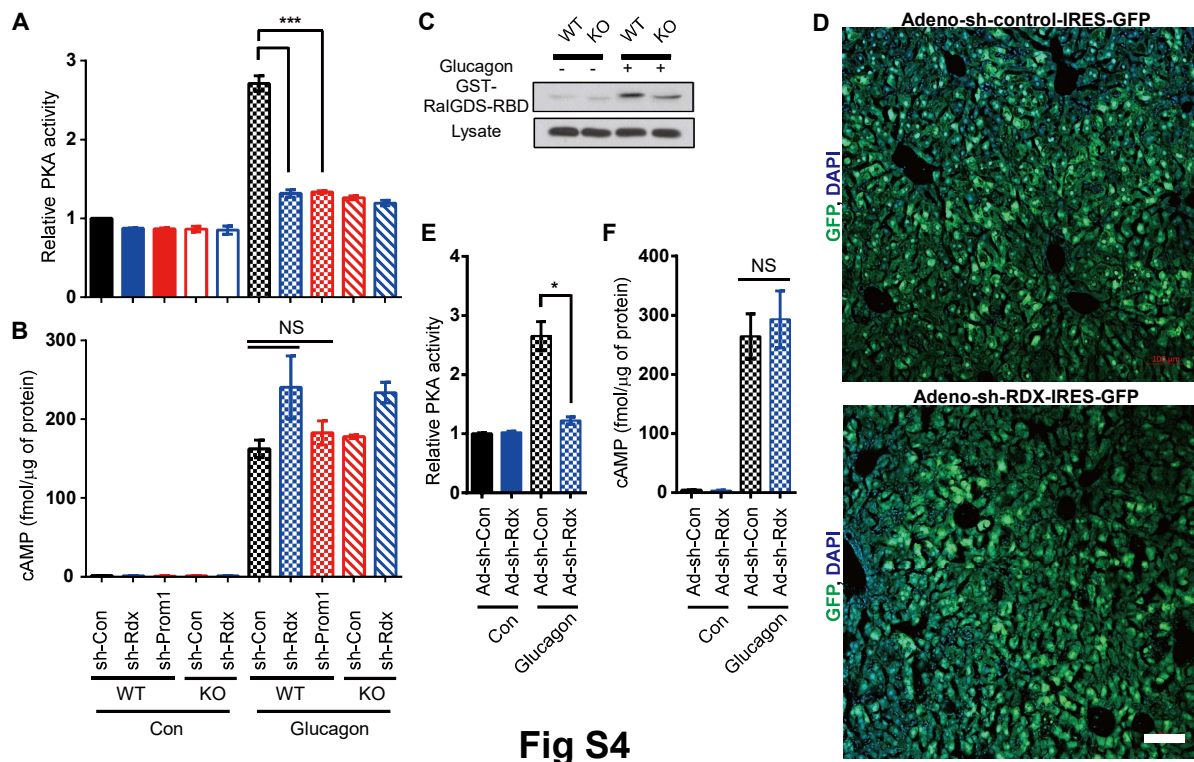 A
***
Relative PKA activity
3
2
1
0
B
NS
cAMP (fmol/µg of protein)
300
200
100
0
sh-Con
sh-Rdx
sh-Prom1
sh-Con
sh-Rdx
sh-Con
sh-Rdx
sh-Prom1
sh-Con
sh-Rdx
WT
KO
WT
KO
Con
Glucagon
C
WT
KO
WT
KO
Glucagon
- - + +
GST-
RalGDS-RBD
Lysate
E
*
Relative PKA activity
4
3
2
1
0
Ad-sh-Con
Ad-sh-Rdx
Ad-sh-Con
Ad-sh-Rdx
Con
Glucagon
F
NS
cAMP (fmol/µg of protein)
400
300
200
100
0
Ad-sh-Con
Ad-sh-Rdx
Ad-sh-Con
Ad-sh-Rdx
Con
Glucagon
D
Adeno-sh-control-IRES-GFP
GFP, DAPI
100 µm
Adeno-sh-RDX-IRES-GFP
GFP, DAPI
Fig S4